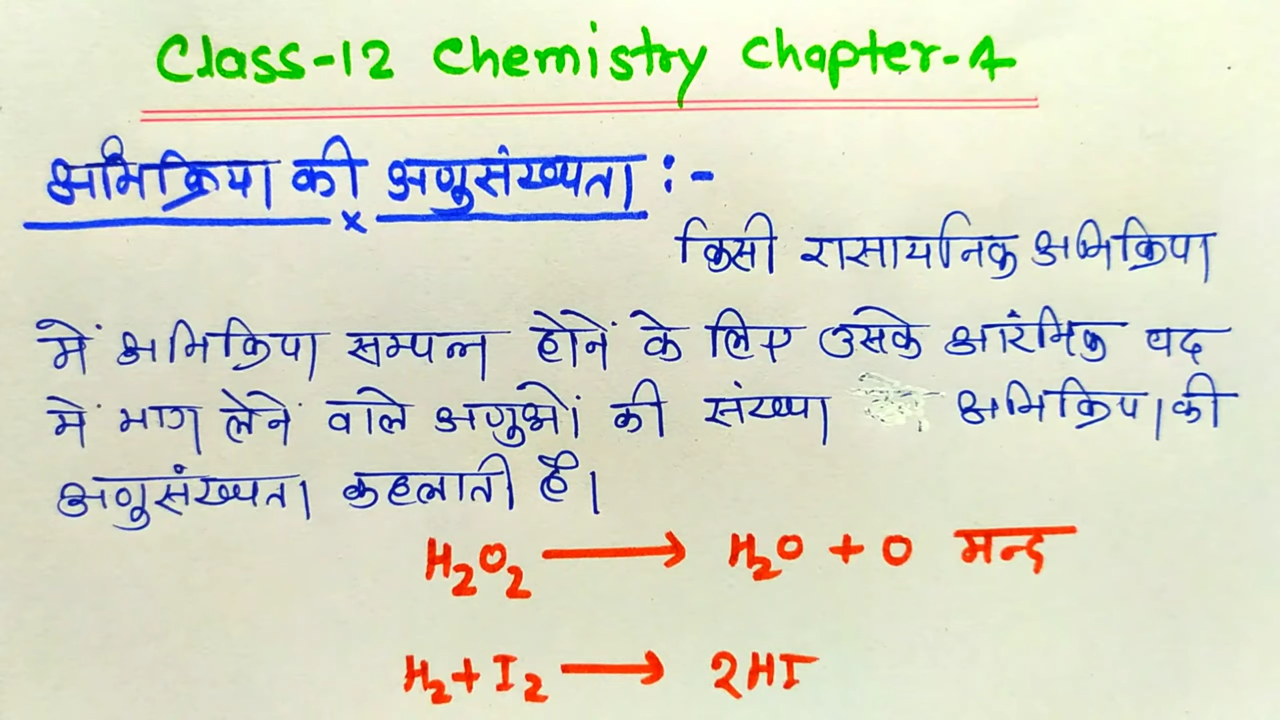 Class-12 Chemistry Chapter-4
अभिक्रिया की अणुसंख्यता :-
किसी रासायनिक अभिक्रिया
में अभिक्रिया सम्पन्न होनें के लिए उसके आरंभिक पद
में भाग लेनें वाले अणुओं की संख्या अभिक्रिया की
अणुसंख्यता कहलाती है।
H₂O₂ ⟶ H₂O + O मन्द
H₂ + I₂ ⟶ 2HI